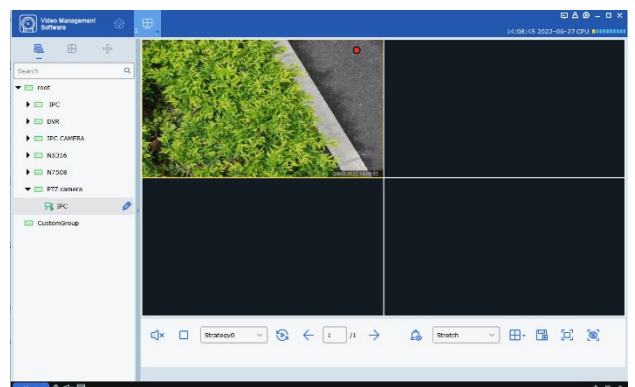 Video Management
Software
14:08:45 2022-06-27 CPU
Search
root
IPC
DVR
IPC CAMERA
N5316
N7508
PTZ camera
IPC
CustomGroup
Strategy0
1
/1
Stretch